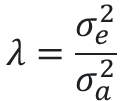 λ = σ_e^2 / σ_a^2